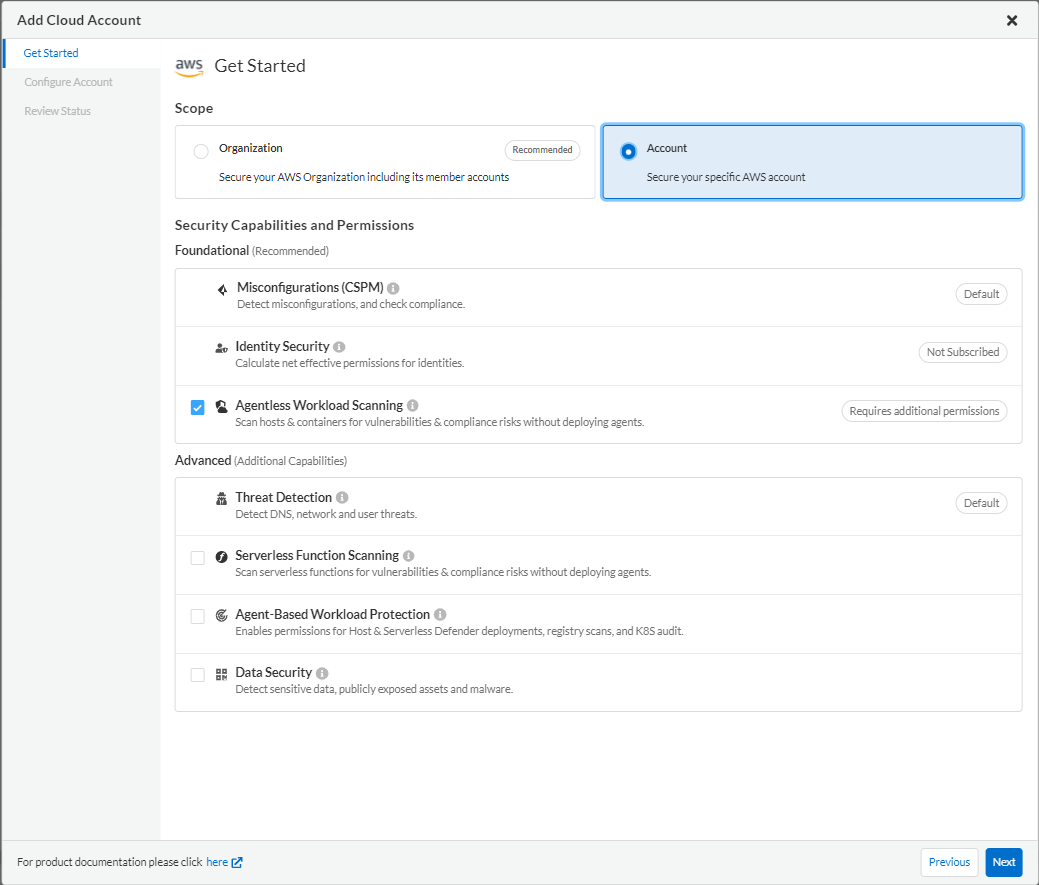 Add Cloud Account
Get Started
Configure Account
Review Status
aws Get Started
Scope
Organization
Recommended
Secure your AWS Organization including its member accounts
Account
Secure your specific AWS account
Security Capabilities and Permissions
Foundational (Recommended)
Misconfigurations (CSPM)
Detect misconfigurations, and check compliance.
Default
Identity Security
Calculate net effective permissions for identities.
Not Subscribed
Agentless Workload Scanning
Scan hosts & containers for vulnerabilities & compliance risks without deploying agents.
Requires additional permissions
Advanced (Additional Capabilities)
Threat Detection
Detect DNS, network and user threats.
Default
Serverless Function Scanning
Scan serverless functions for vulnerabilities & compliance risks without deploying agents.
Agent-Based Workload Protection
Enables permissions for Host & Serverless Defender deployments, registry scans, and K8S audit.
Data Security
Detect sensitive data, publicly exposed assets and malware.
For product documentation please click here
Previous
Next